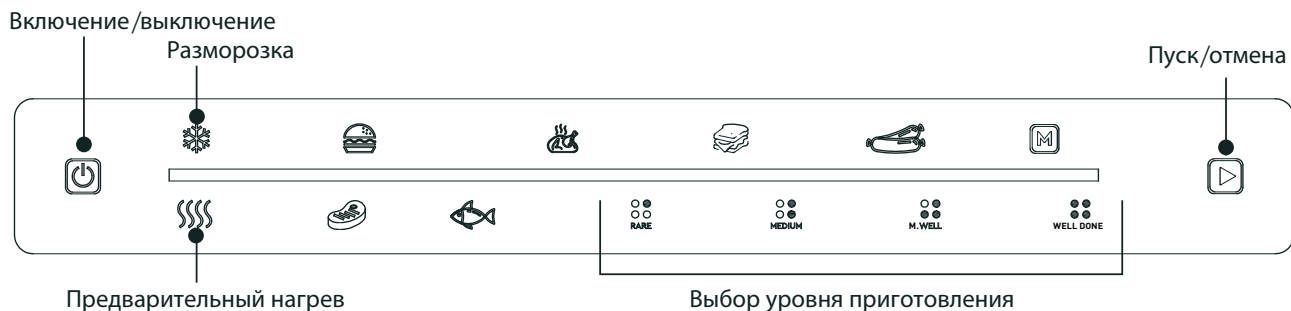 Включение/выключение
Разморозка
Пуск/отмена
M
RARE
MEDIUM
M.WELL
WELL DONE
Предварительный нагрев
Выбор уровня приготовления